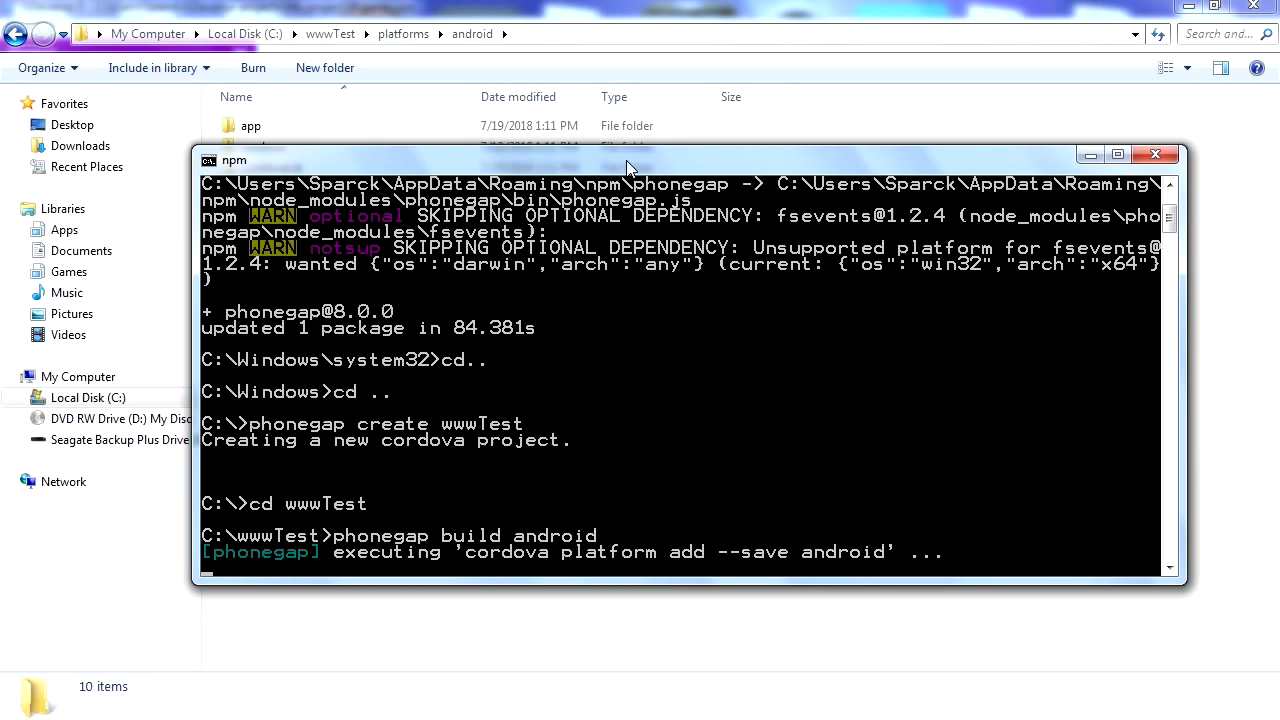 My Computer
Local Disk (C:)
wwwTest
platforms
android
Search and...
Organize
Include in library
Burn
New folder
Name
Date modified
Type
Size
app
7/19/2018 1:11 PM
File folder
Favorites
Desktop
Downloads
Recent Places
Libraries
Apps
Documents
Games
Music
Pictures
Videos
My Computer
Local Disk (C:)
DVD RW Drive (D:) My Disc
Seagate Backup Plus Drive
Network
npm
C:\Users\Sparck\AppData\Roaming\npm\phonegap -> C:\Users\Sparck\AppData\Roaming\
npm\node_modules\phonegap\bin\phonegap.js
npm WARN optional SKIPPING OPTIONAL DEPENDENCY: fsevents@1.2.4 (node_modules\pho
negap\node_modules\fsevents):
npm WARN notsup SKIPPING OPTIONAL DEPENDENCY: Unsupported platform for fsevents@
1.2.4: wanted {"os":"darwin","arch":"any"} (current: {"os":"win32","arch":"x64"}
)
+ phonegap@8.0.0
updated 1 package in 84.381s
C:\Windows\system32>cd..
C:\Windows>cd ..
C:\>phonegap create wwwTest
Creating a new cordova project.
C:\>cd wwwTest
C:\wwwTest>phonegap build android
[phonegap] executing 'cordova platform add --save android' ...
10 items